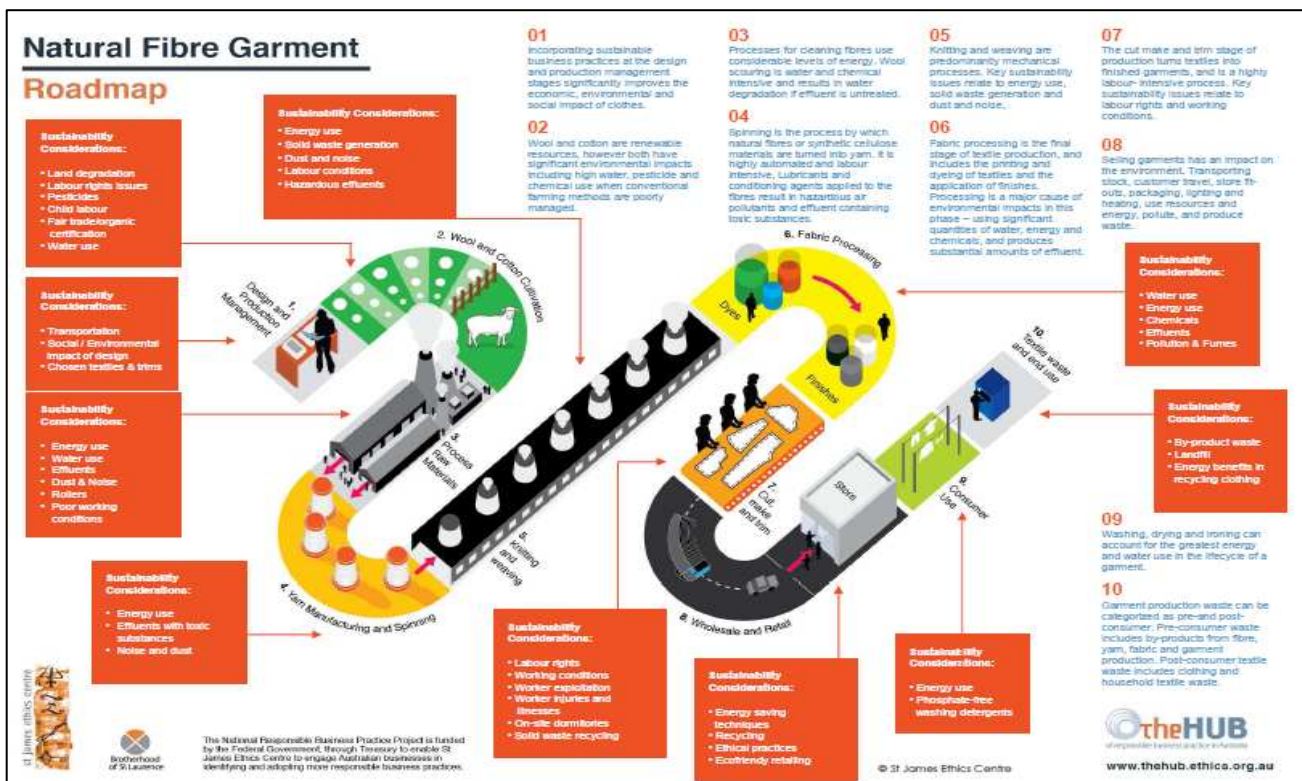 Natural Fibre Garment
Roadmap
01
Incorporating sustainable
business practices at the design
and production management
stages significantly improves the
economic, environmental and
social impact of clothes.
02
Wool and cotton are renewable
resources, however both have
significant environmental impacts
including high water, pesticide and
chemical use when conventional
farming methods are poorly
managed.
03
Processes for cleaning fibres use
considerable levels of energy. Wool
scouring is water and chemical
intensive and results in water
degradation if effluent is untreated.
04
Spinning is the process by which
natural fibres or synthetic cellulose
materials are turned into yarn. It is
highly automated and labour
intensive, Lubricants and
conditioning agents applied to the
fibres result in hazardous air
pollutants and effluent containing
toxic substances.
05
Knitting and weaving are
predominantly mechanical
processes. Key sustainability
issues relate to energy use,
solid waste generation and
dust and noise,
06
Fabric processing is the final
stage of textile production, and
includes the printing and
dyeing of textiles and the
application of finishes.
Processing is a major cause of
environmental impacts in this
phase – using significant
quantities of water, energy and
chemicals, and produces
substantial amounts of effluent.
07
The cut make and trim stage of
production turns textiles into
finished garments, and is a highly
labour- intensive process. Key
sustainability issues relate to
labour rights and working
conditions.
08
Selling garments has an impact on
the environment. Transporting
stock, customer travel, store fit-
outs, packaging, lighting and
heating, use resources and
energy, pollute, and produce
waste.
Sustainability
Considerations:
• Land degradation
• Labour rights issues
• Pesticides
• Child labour
• Fair trade/organic
certification
• Water use
Sustainability Considerations:
• Energy use
• Solid waste generation
• Dust and noise
• Labour conditions
• Hazardous effluents
Sustainability
Considerations:
• Transportation
• Social / Environmental
impact of design
• Chosen textiles & trims
Sustainability
Considerations:
• Energy use
• Water use
• Effluents
• Dust & Noise
• Rollers
• Poor working
conditions
Sustainability
Considerations:
• Energy use
• Effluents with toxic
substances
• Noise and dust
1.
Design and
Production
Management
2. Wool and Cotton Cultivation
3.
Process
Raw
Materials
4. Yarn Manufacturing and Spinning
5.
Knitting
and
weaving
6. Fabric Processing
Dyes
Finishes
7.
Cut,
make
and trim
8. Wholesale and Retail
Store
9.
Consumer
Use
10.
Textile waste
and end use
Sustainability
Considerations:
• Water use
• Energy use
• Chemicals
• Effluents
• Pollution & Fumes
Sustainability
Considerations:
• By-product waste
• Landfill
• Energy benefits in
recycling clothing
Sustainability
Considerations:
• Labour rights
• Working conditions
• Worker exploitation
• Worker injuries and
illnesses
• On-site dormitories
• Solid waste recycling
Sustainability
Considerations:
• Energy saving
techniques
• Recycling
• Ethical practices
• Ecofriendly retailing
Sustainability
Considerations:
• Energy use
• Phosphate-free
washing detergents
09
Washing, drying and ironing can
account for the greatest energy
and water use in the lifecycle of a
garment.
10
Garment production waste can be
categorized as pre-and post-
consumer. Pre-consumer waste
includes by-products from fibre,
yarn, fabric and garment
production. Post-consumer textile
waste includes clothing and
household textile waste
st james ethics centre
Brotherhood
of St Laurence
The National Responsible Business Practice Project is funded
by the Federal Government, through Treasury to enable St
James Ethics Centre to engage Australian businesses in
identifying and adopting more responsible business practices.
© St James Ethics Centre
theHUB
of responsible business practice in Australia
www.thehub.ethics.org.au